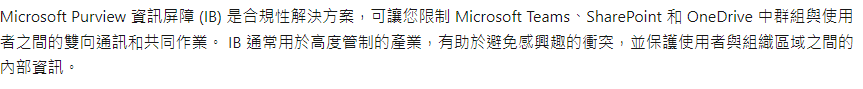 Microsoft Purview 資訊屏障 (IB) 是合規性解決方案，可讓您限制 Microsoft Teams、SharePoint 和 OneDrive 中群組與使用
者之間的雙向通訊和共同作業。 IB 通常用於高度管制的產業，有助於避免感興趣的衝突，並保護使用者與組織區域之間的
內部資訊。